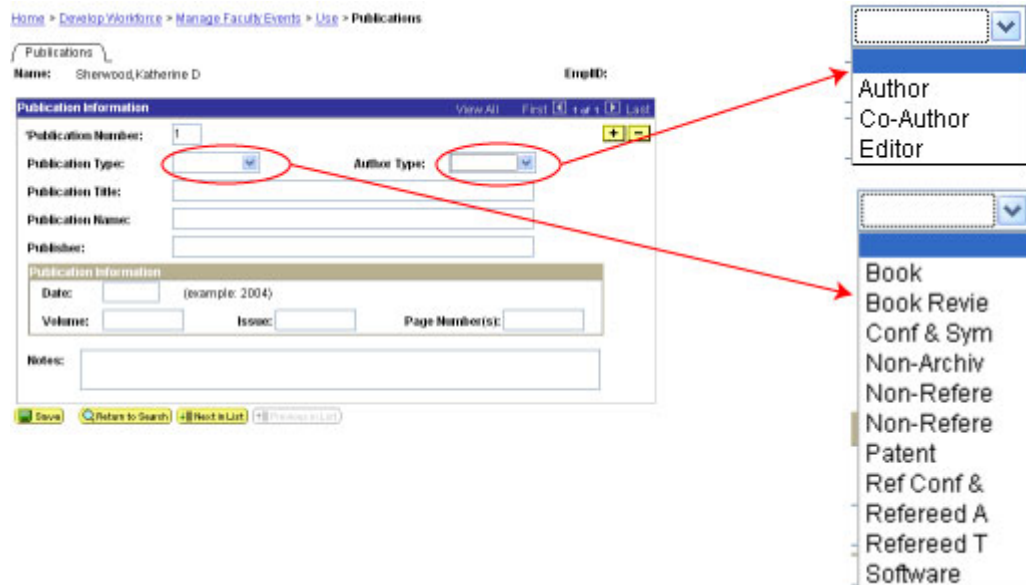 Home > Develop Workforce > Manage Faculty Events > Use > Publications
Publications
Name: Sherwood,Katherine D EmplID:
Publication Information View All First 1 of 1 Last
*Publication Number: 1
Publication Type: Author Type:
Publication Title:
Publication Name:
Publisher:
Publication Information
Date: (example: 2004)
Volume: Issue: Page Number(s):
Notes:
Save Return to Search Next in List Previous in List
Author
Co-Author
Editor
Book
Book Revie
Conf & Sym
Non-Archiv
Non-Refere
Non-Refere
Patent
Ref Conf &
Refereed A
Refereed T
Software